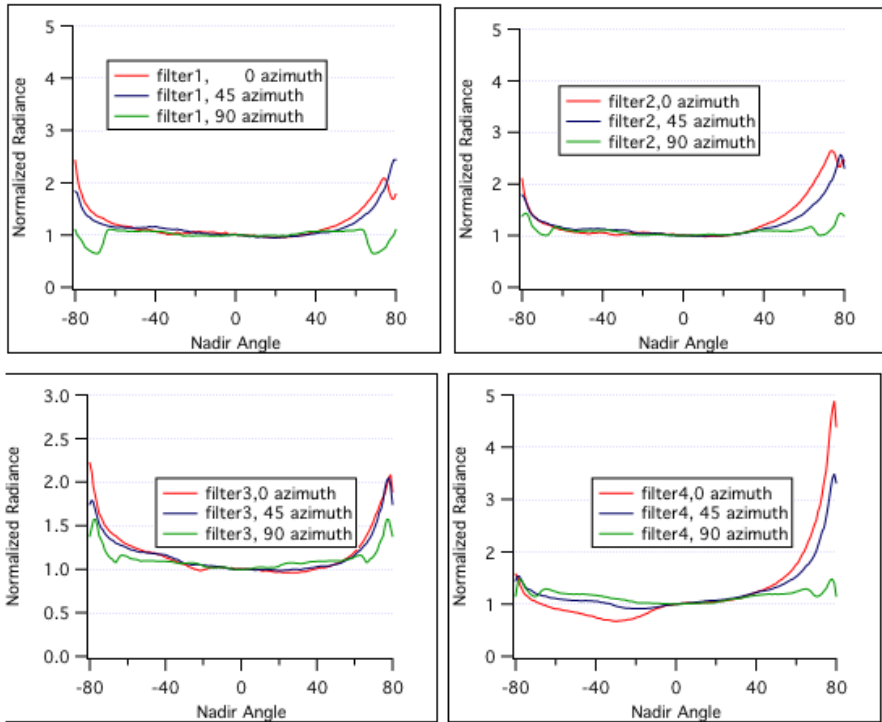 5
4
3
2
1
0
Normalized Radiance
filter1, 0 azimuth
filter1, 45 azimuth
filter1, 90 azimuth
-80 -40 0 40 80
Nadir Angle
5
4
3
2
1
0
Normalized Radiance
filter2,0 azimuth
filter2, 45 azimuth
filter2, 90 azimuth
-80 -40 0 40 80
Nadir Angle
3.0
2.5
2.0
1.5
1.0
0.5
0.0
Normalized Radiance
filter3,0 azimuth
filter3, 45 azimuth
filter3, 90 azimuth
-80 -40 0 40 80
Nadir Angle
5
4
3
2
1
0
Normalized Radiance
filter4,0 azimuth
filter4, 45 azimuth
filter4, 90 azimuth
-80 -40 0 40 80
Nadir Angle